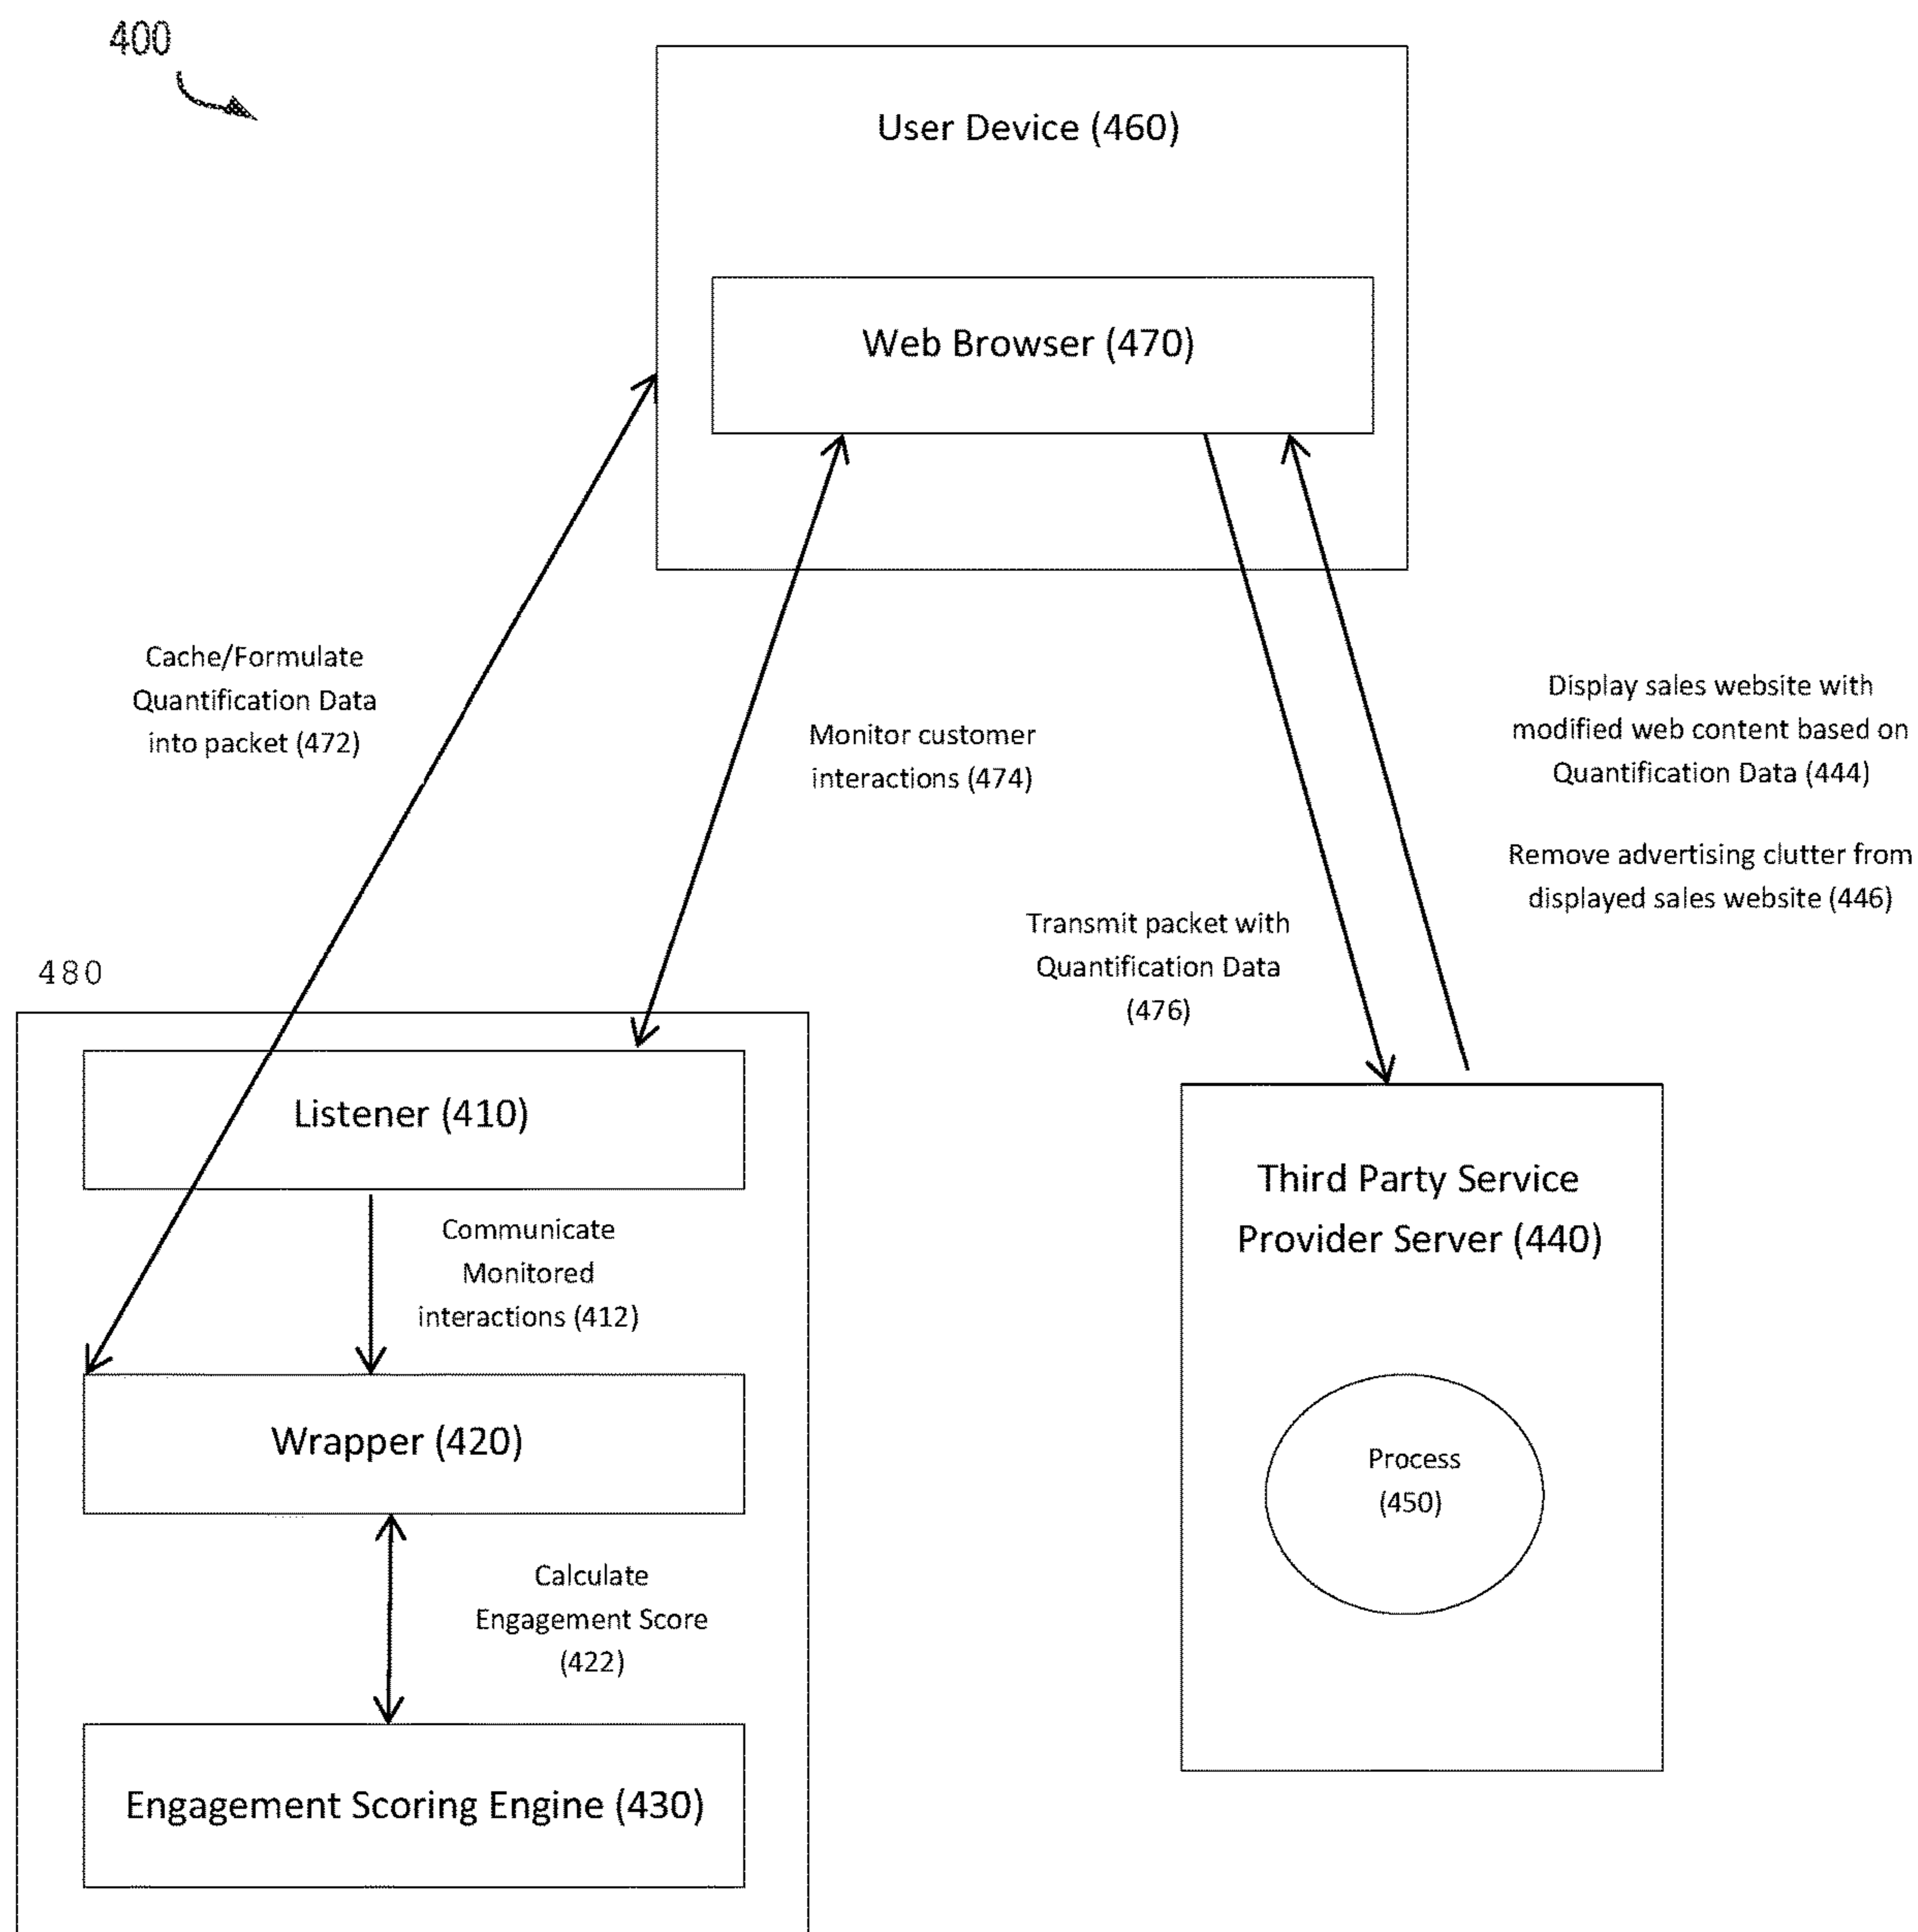 400
User Device (460)
Web Browser (470)
Cache/Formulate
Quantification Data
into packet (472)
Monitor customer
interactions (474)
Display sales website with
modified web content based on
Quantification Data (444)
Remove advertising clutter from
displayed sales website (446)
Transmit packet with
Quantification Data
(476)
480
Listener (410)
Communicate
Monitored
interactions (412)
Wrapper (420)
Calculate
Engagement Score
(422)
Engagement Scoring Engine (430)
Third Party Service
Provider Server (440)
Process
(450)